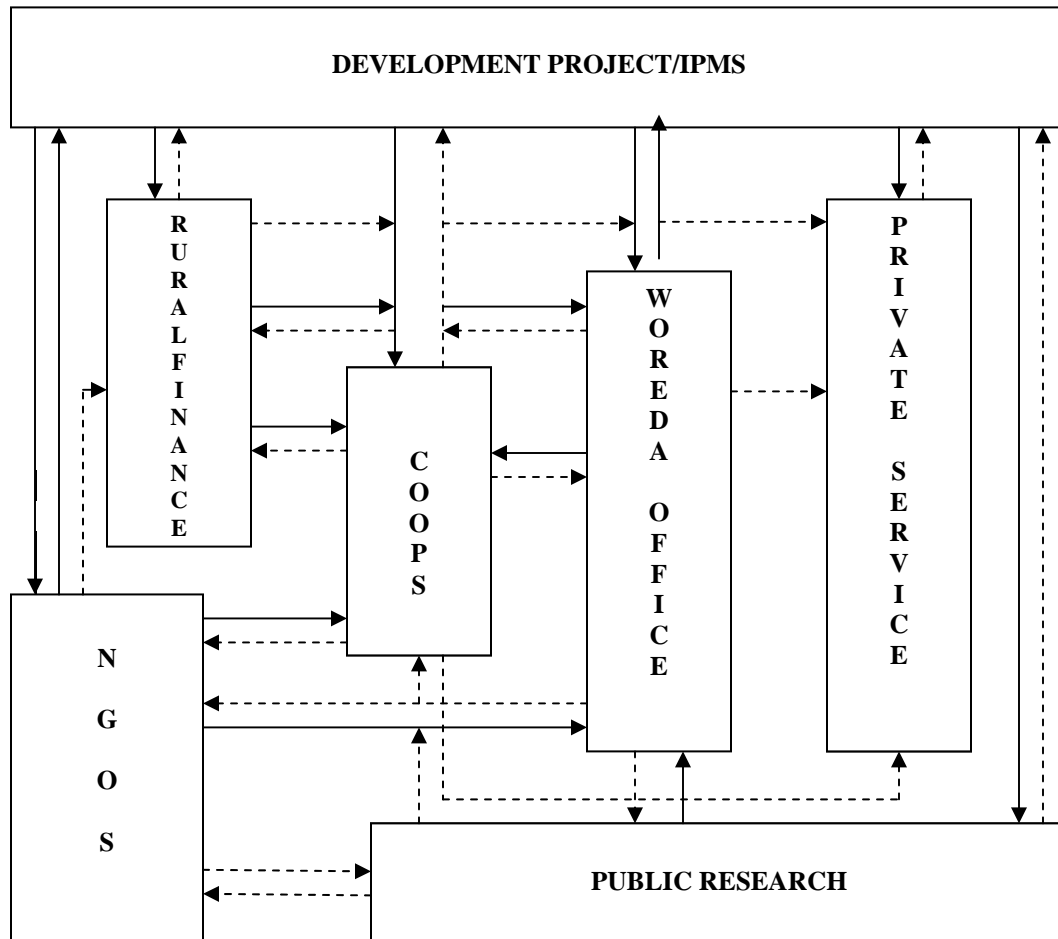 DEVELOPMENT PROJECT/IPMS
RURALFINANCE
COOPS
WOREDA OFFICE
PRIVATE SERVICE
NGOS
PUBLIC RESEARCH